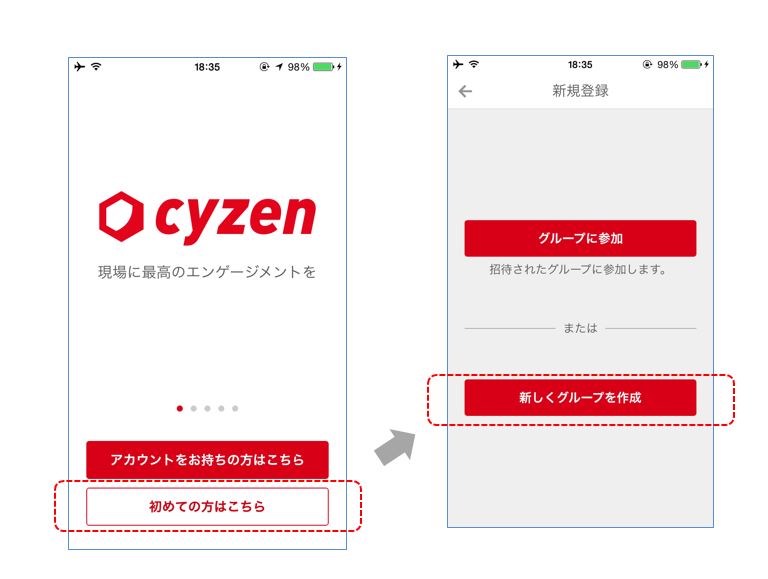 18:35
98%
cyzen
現場に最高のエンゲージメントを
アカウントをお持ちの方はこちら
初めての方はこちら
18:35
98%
新規登録
グループに参加
招待されたグループに参加します。
または
新しくグループを作成